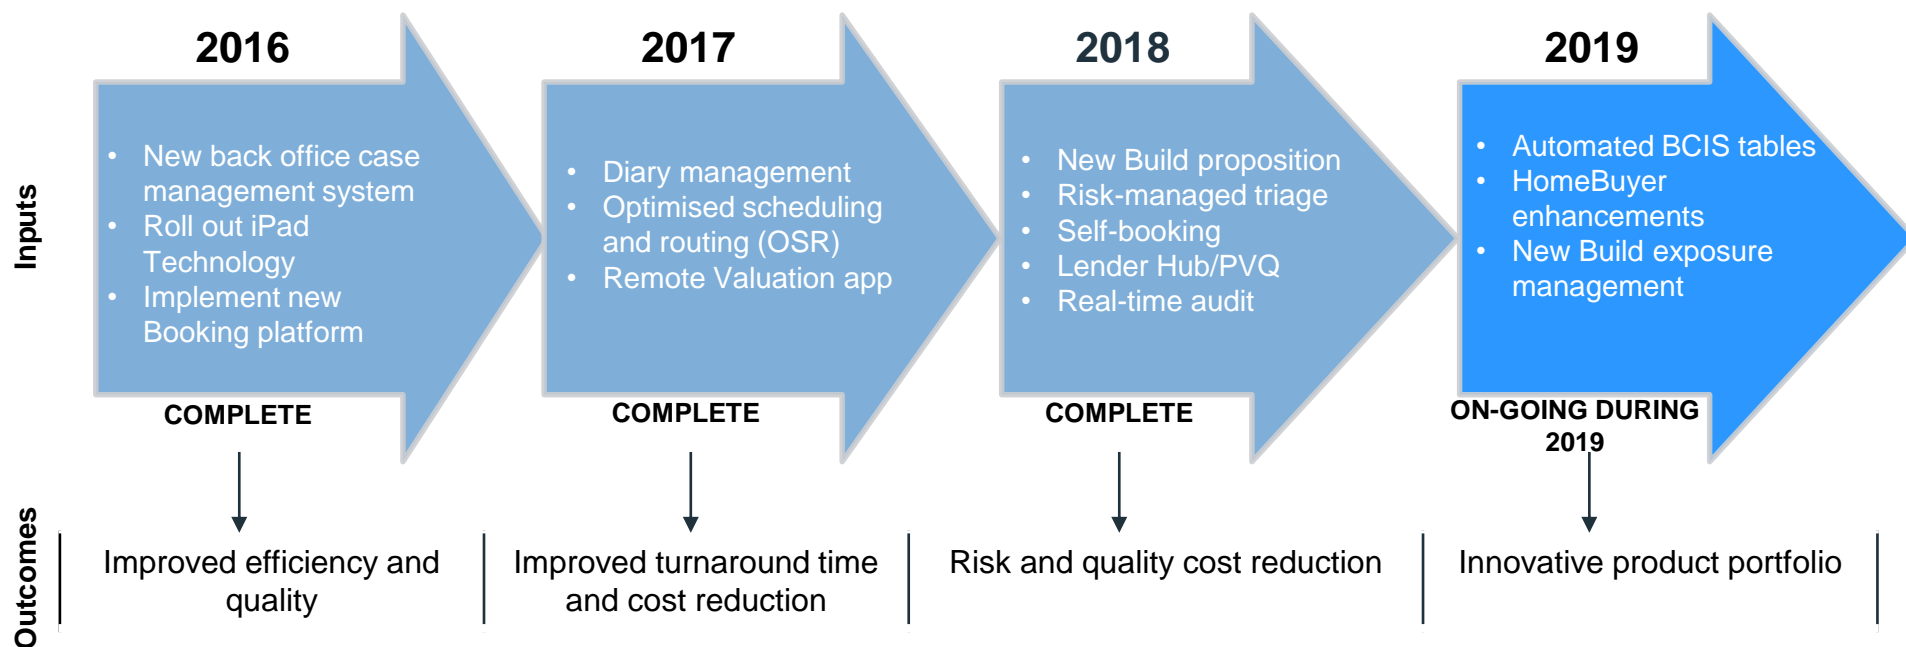 2016
2017
2018
2019
Inputs
• New back office case
management system
• Roll out iPad
Technology
• Implement new
Booking platform
• Diary management
• Optimised scheduling
and routing (OSR)
• Remote Valuation app
• New Build proposition
• Risk-managed triage
• Self-booking
• Lender Hub/PVQ
• Real-time audit
• Automated BCIS tables
• HomeBuyer
enhancements
• New Build exposure
management
COMPLETE
COMPLETE
COMPLETE
ON-GOING DURING
2019
Outcomes
Improved efficiency and
quality
Improved turnaround time
and cost reduction
Risk and quality cost reduction
Innovative product portfolio